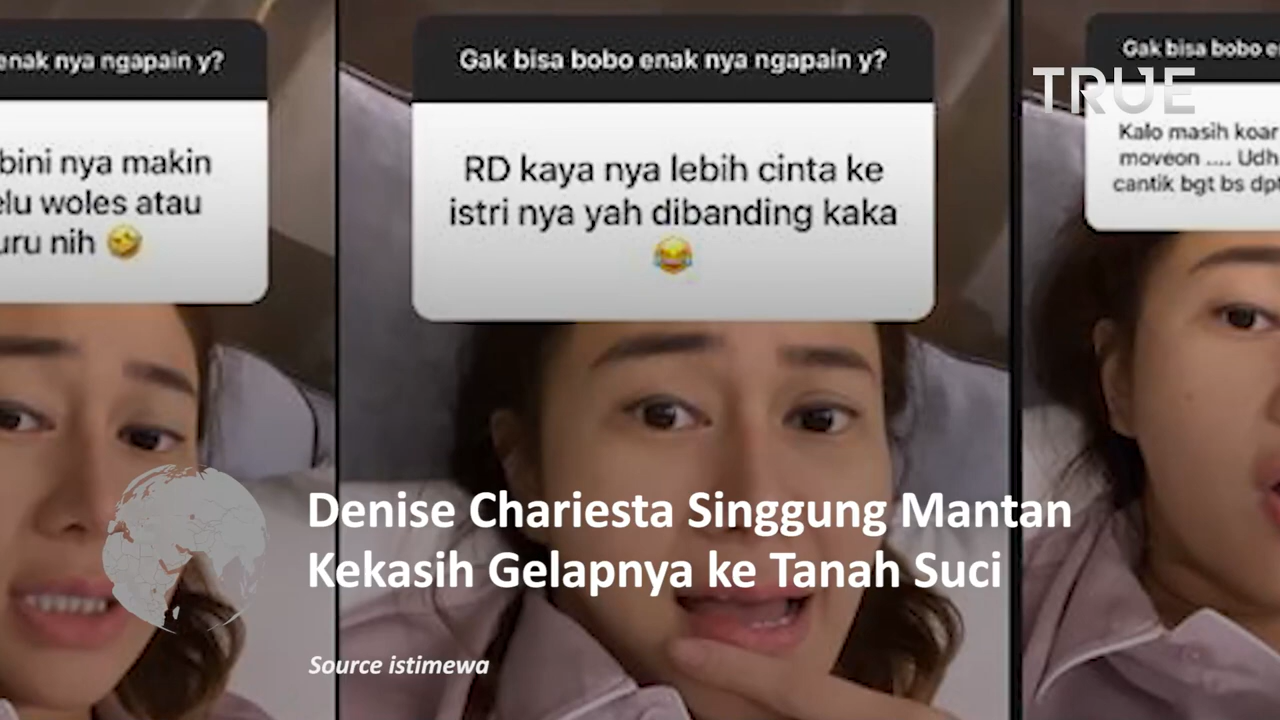 enak nya ngapain y?
bini nya makin
elu woles atau
uru nih 🤣
Gak bisa bobo enak nya ngapain y?
RD kaya nya lebih cinta ke
istri nya yah dibanding kaka
😂
Gak bisa bobo e
TRUE
Kalo masih koar
moveon .... Udh
cantik bgt bs dpt
Denise Chariesta Singgung Mantan
Kekasih Gelapnya ke Tanah Suci
Source istimewa